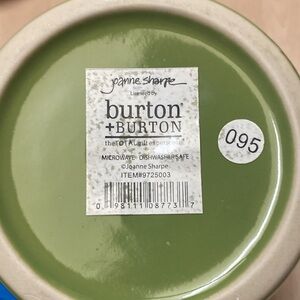 joanne sharpe
Licensed by
burton
+BURTON
the TOTAL gift experience
MICROWAVE · DISHWASHER SAFE
©Joanne Sharpe
ITEM#9725003
0 98111 08773 7
095